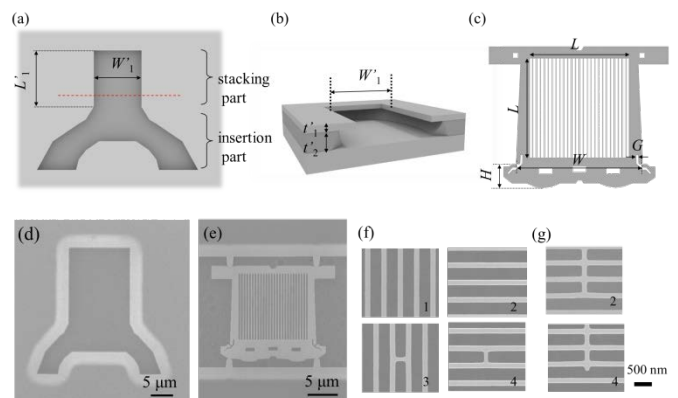 (a)
L'1
W'1
stacking part
insertion part
(b)
W'1
t'1
t'2
(c)
L
L
G
W
H
(d)
5 μm
(e)
5 μm
(f)
1
2
3
4
(g)
2
4
500 nm